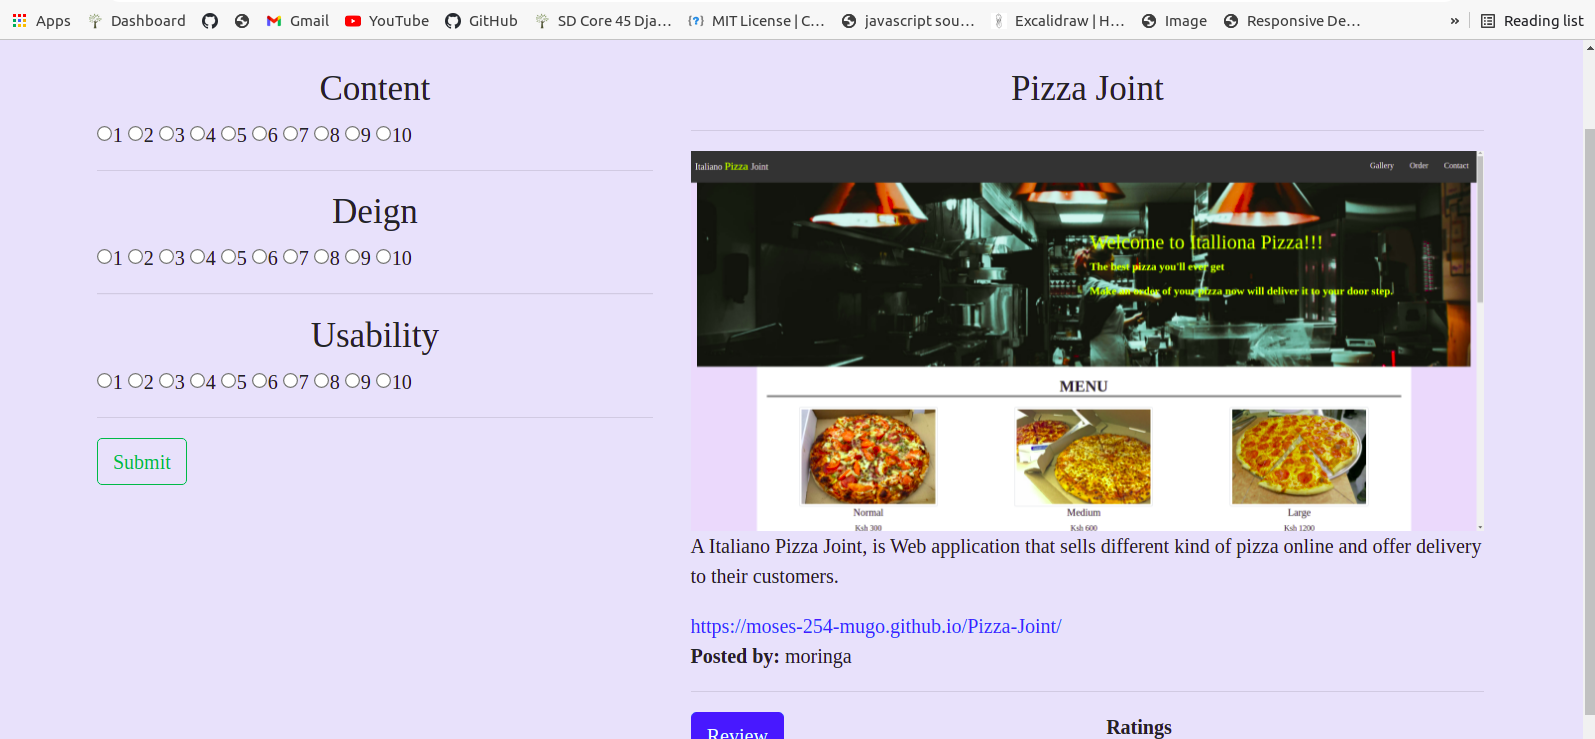 Apps Dashboard Gmail YouTube GitHub SD Core 45 Dja... MIT License | C... javascript sou... Excalidraw | H... Image Responsive De... » Reading list
Content
1 2 3 4 5 6 7 8 9 10
Deign
1 2 3 4 5 6 7 8 9 10
Usability
1 2 3 4 5 6 7 8 9 10
Submit
Pizza Joint
Italiano Pizza Joint Gallery Order Contact
Welcome to Italliona Pizza!!!
The best pizza you'll ever get
Make an order of your pizza now will deliver it to your door step.
MENU
Normal Medium Large
Ksh 300 Ksh 600 Ksh 1200
A Italiano Pizza Joint, is Web application that sells different kind of pizza online and offer delivery
to their customers.
https://moses-254-mugo.github.io/Pizza-Joint/
Posted by: moringa
Review Ratings